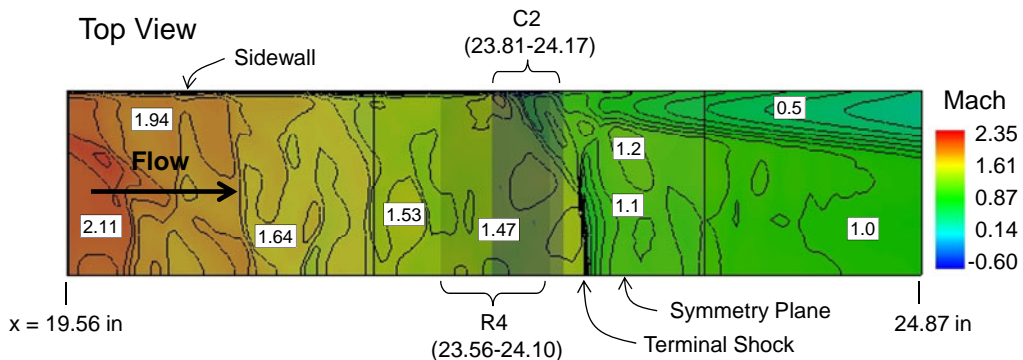 C2
(23.81-24.17)
Top View
Sidewall
Mach
2.35
1.61
0.87
0.14
-0.60
1.94
0.5
Flow
1.2
2.11
1.64
1.53
1.47
1.1
1.0
x = 19.56 in
R4
(23.56-24.10)
Symmetry Plane
Terminal Shock
24.87 in